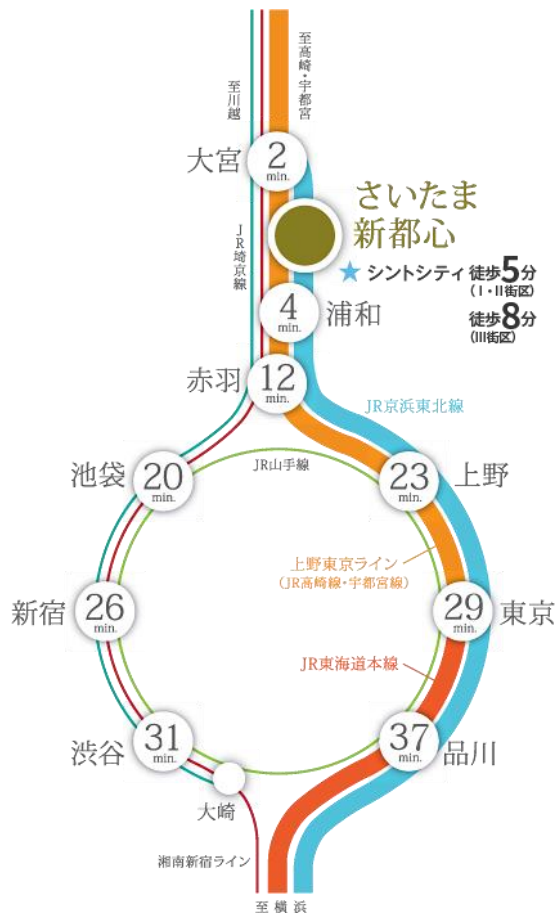 至高崎・宇都宮
至川越
大宮
2
min.
さいたま
新都心
JR埼京線
★ シントシティ 徒歩5分
(I・II街区)
4
min.
浦和
徒歩8分
(III街区)
赤羽
12
min.
JR京浜東北線
池袋
20
min.
JR山手線
23
min.
上野
上野東京ライン
(JR高崎線・宇都宮線)
新宿
26
min.
29
min.
東京
JR東海道本線
渋谷
31
min.
37
min.
品川
大崎
湘南新宿ライン
至横浜